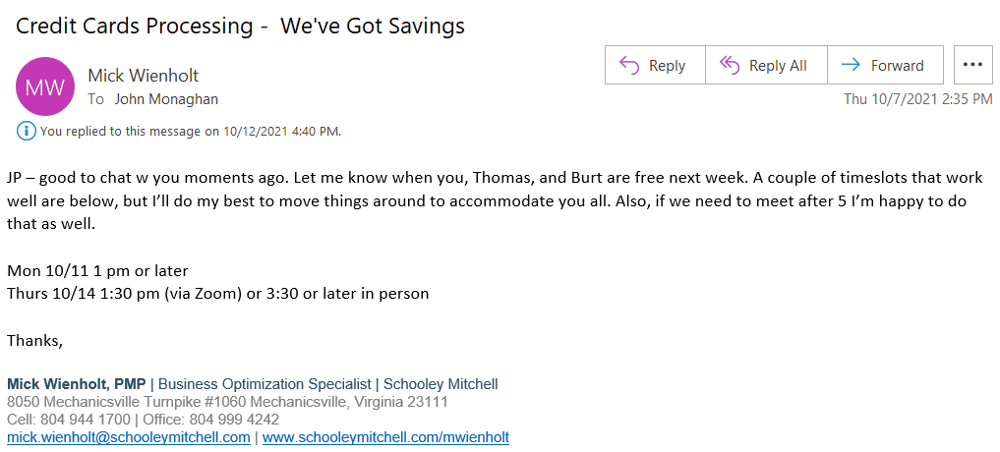 Credit Cards Processing -  We've Got Savings
MW
Mick Wienholt
To John Monaghan
Reply
Reply All
Forward
Thu 10/7/2021 2:35 PM
You replied to this message on 10/12/2021 4:40 PM.
JP – good to chat w you moments ago. Let me know when you, Thomas, and Burt are free next week. A couple of timeslots that work
well are below, but I'll do my best to move things around to accommodate you all. Also, if we need to meet after 5 I'm happy to do
that as well.
Mon 10/11 1 pm or later
Thurs 10/14 1:30 pm (via Zoom) or 3:30 or later in person
Thanks,
Mick Wienholt, PMP | Business Optimization Specialist | Schooley Mitchell
8050 Mechanicsville Turnpike #1060 Mechanicsville, Virginia 23111
Cell: 804 944 1700 | Office: 804 999 4242
mick.wienholt@schooleymitchell.com | www.schooleymitchell.com/mwienholt